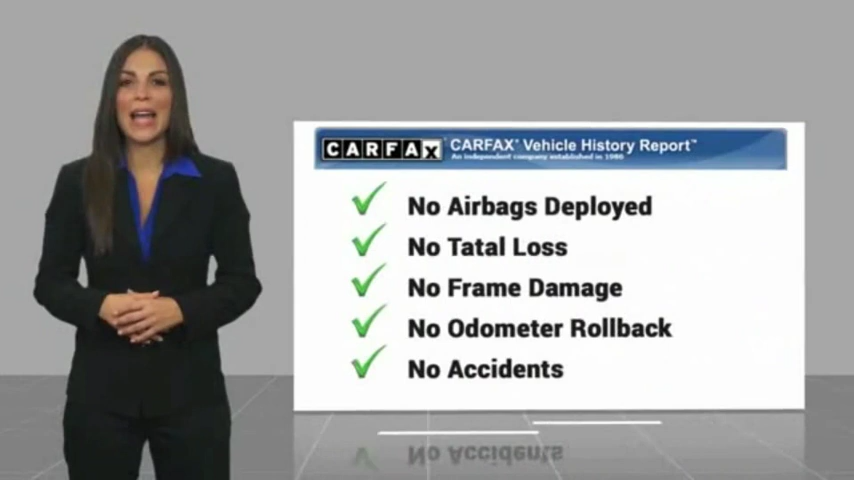 CARFAX
CARFAX® Vehicle History Report™
An independent company established in 1986
No Airbags Deployed
No Tatal Loss
No Frame Damage
No Odometer Rollback
No Accidents
No Accidents